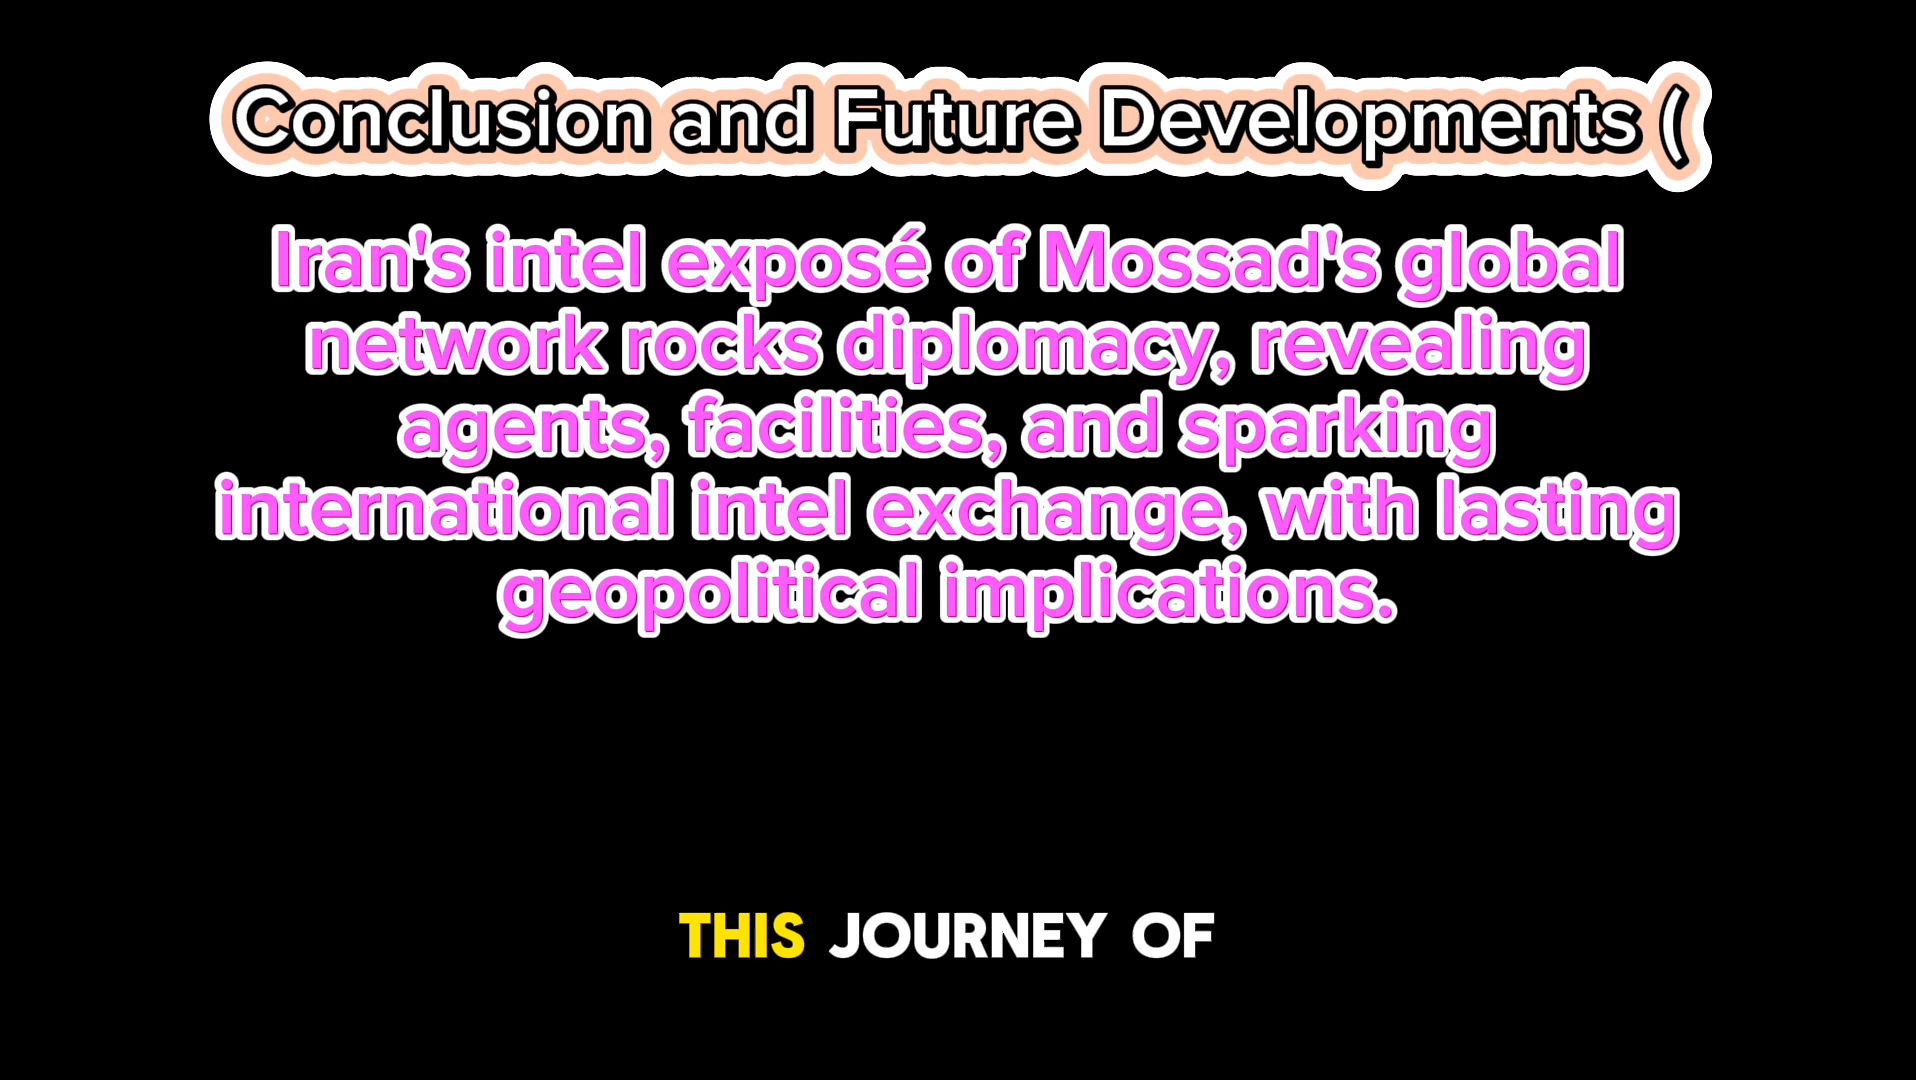 Conclusion and Future Developments (
Iran's intel exposé of Mossad's global
network rocks diplomacy, revealing
agents, facilities, and sparking
international intel exchange, with lasting
geopolitical implications.
THIS JOURNEY OF